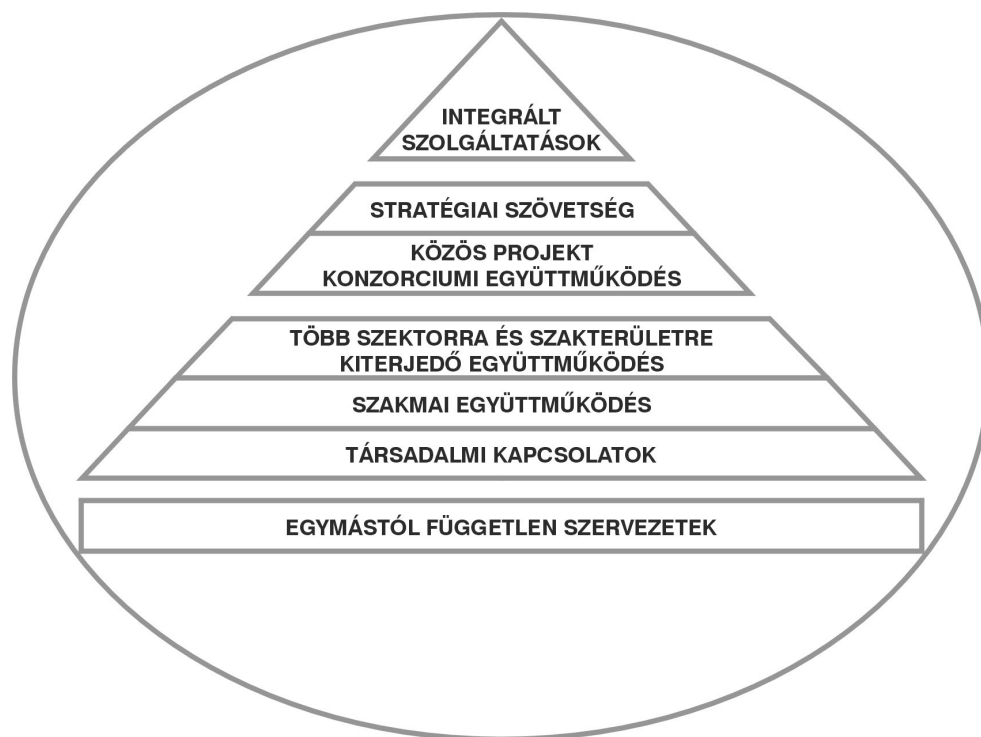 INTEGRÁLT
SZOLGÁLTATÁSOK
STRATÉGIAI SZÖVETSÉG
KÖZÖS PROJEKT
KONZORCIUMI EGYÜTTMŰKÖDÉS
TÖBB SZEKTORRA ÉS SZAKTERÜLETRE
KITERJEDŐ EGYÜTTMŰKÖDÉS
SZAKMAI EGYÜTTMŰKÖDÉS
TÁRSADALMI KAPCSOLATOK
EGYMÁSTÓL FÜGGETLEN SZERVEZETEK